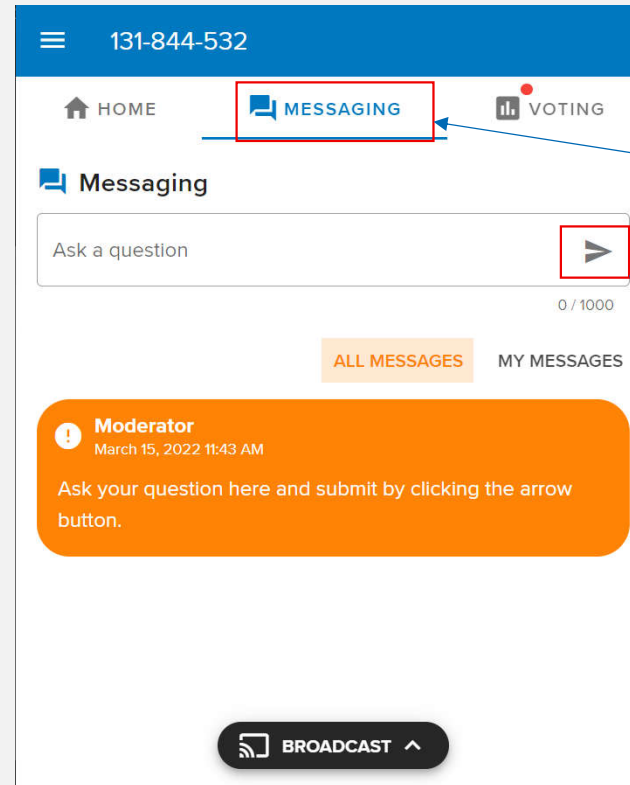 131-844-532
HOME MESSAGING VOTING
Messaging
Ask a question
0 / 1000
ALL MESSAGES MY MESSAGES
Moderator
March 15, 2022 11:43 AM
Ask your question here and submit by clicking the arrow
button.
BROADCAST